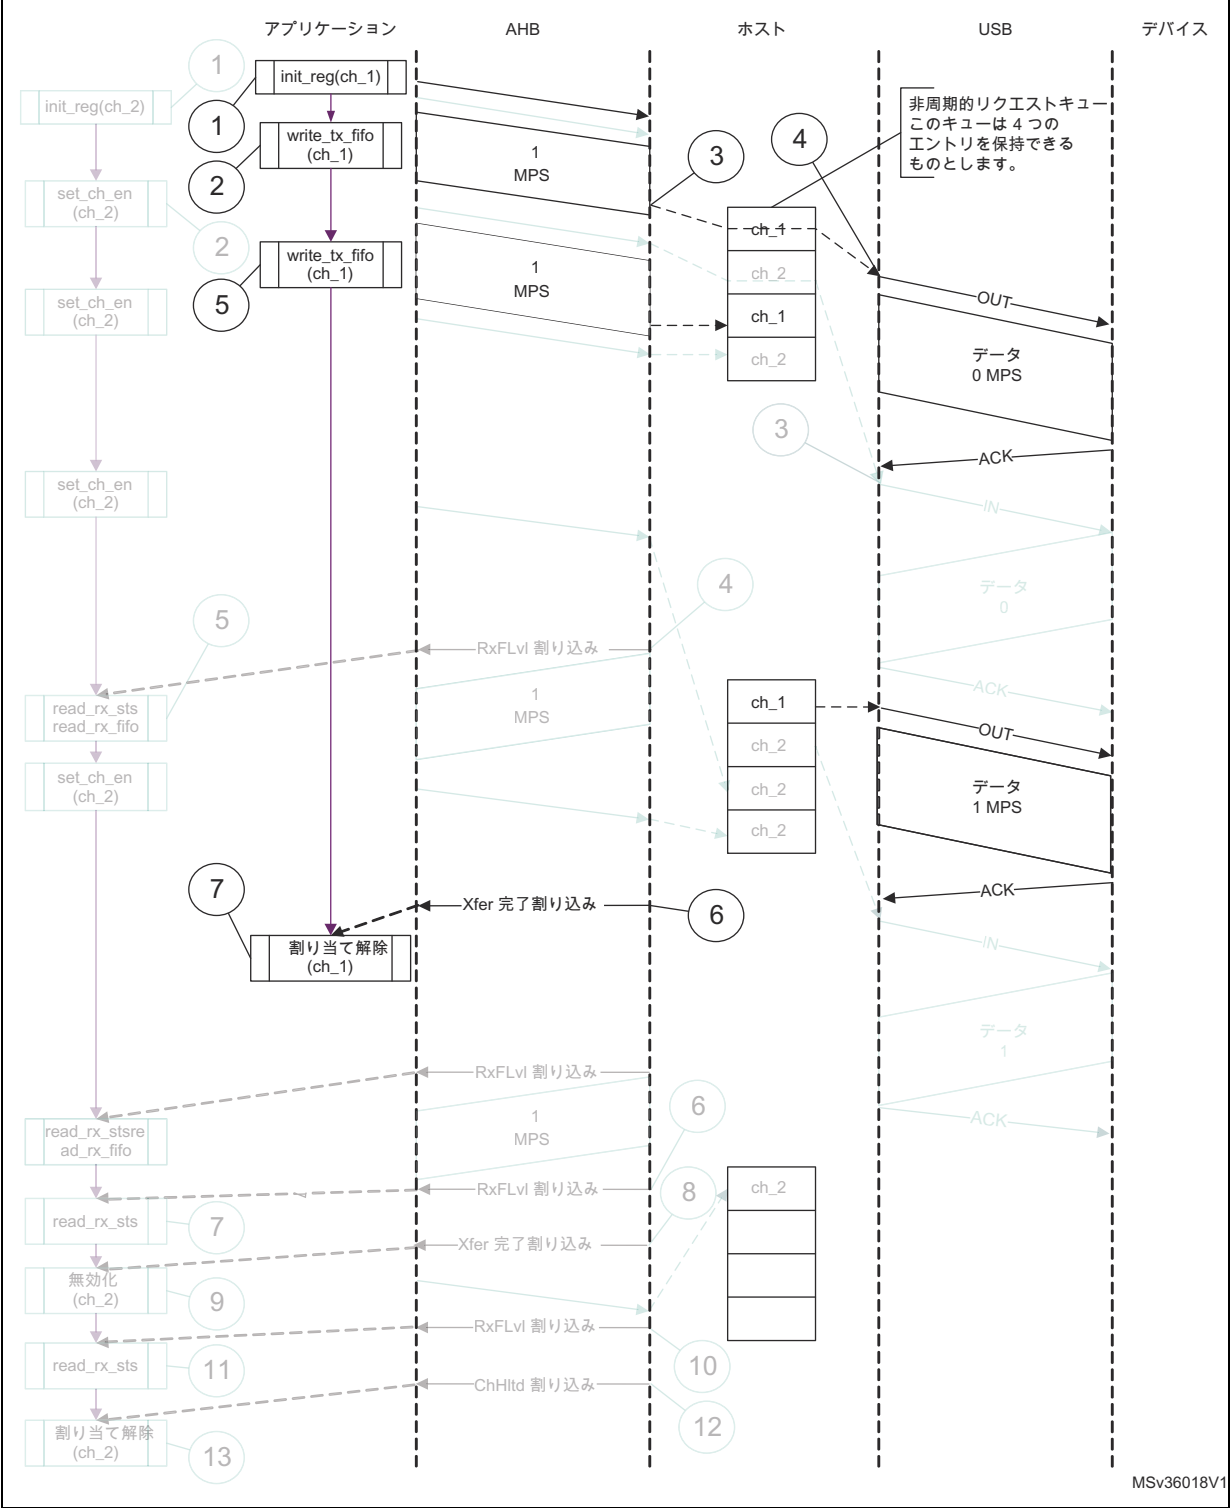 アプリケーション
AHB
ホスト
USB
デバイス
1
init_reg(ch_1)
init_reg(ch_2)
非周期的リクエストキュー
このキューは 4 つの
エントリを保持できる
ものとします。
1
write_tx_fifo
(ch_1)
1
MPS
3
4
2
set_ch_en
(ch_2)
2
ch_1
write_tx_fifo
(ch_1)
1
MPS
ch_2
5
set_ch_en
(ch_2)
OUT
ch_1
ch_2
データ
0 MPS
3
ACK
set_ch_en
(ch_2)
IN
4
データ
0
5
RxFLvl 割り込み
ACK
read_rx_sts
read_rx_fifo
1
MPS
ch_1
OUT
ch_2
set_ch_en
(ch_2)
データ
1 MPS
ch_2
ch_2
7
ACK
Xfer 完了割り込み
6
割り当て解除
(ch_1)
IN
データ
1
RxFLvl 割り込み
6
1
MPS
ACK
read_rx_stsre
ad_rx_fifo
RxFLvl 割り込み
8
ch_2
read_rx_sts
7
Xfer 完了割り込み
無効化
(ch_2)
9
RxFLvl 割り込み
read_rx_sts
11
10
ChHltd 割り込み
12
割り当て解除
(ch_2)
13
MSv36018V1